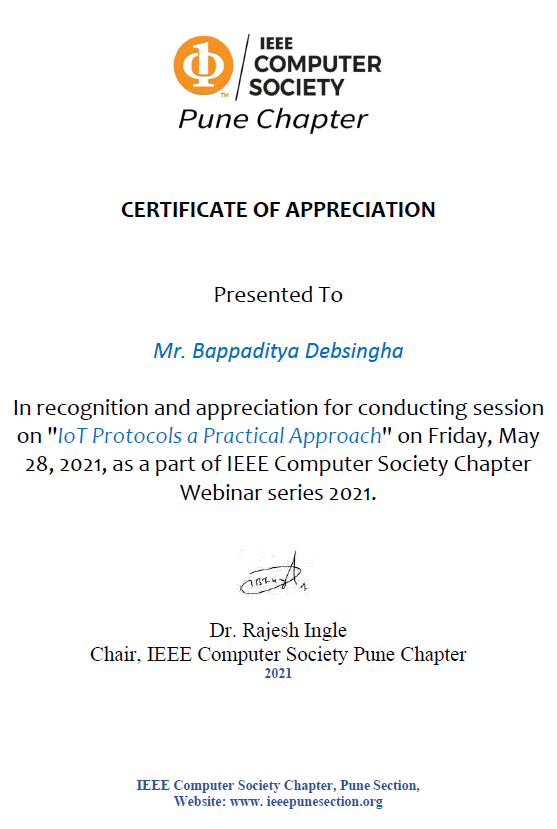 IEEE
COMPUTER
SOCIETY
TM
Pune Chapter
CERTIFICATE OF APPRECIATION
Presented To
Mr. Bappaditya Debsingha
In recognition and appreciation for conducting session
on "IoT Protocols a Practical Approach" on Friday, May
28, 2021, as a part of IEEE Computer Society Chapter
Webinar series 2021.
Dr. Rajesh Ingle
Chair, IEEE Computer Society Pune Chapter
2021
IEEE Computer Society Chapter, Pune Section,
Website: www. ieeepunesection.org